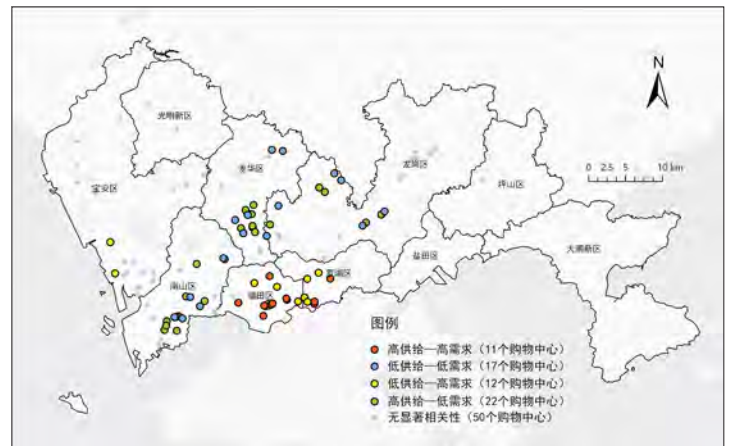 N
0 2.5 5 10 km
光明新区
龙华区
龙岗区
坪山区
宝安区
大鹏新区
盐田区
罗湖区
南山区
福田区
图例
高供给—高需求（11个购物中心）
低供给—低需求（17个购物中心）
低供给—高需求（12个购物中心）
高供给—低需求（22个购物中心）
无显著相关性（50个购物中心）